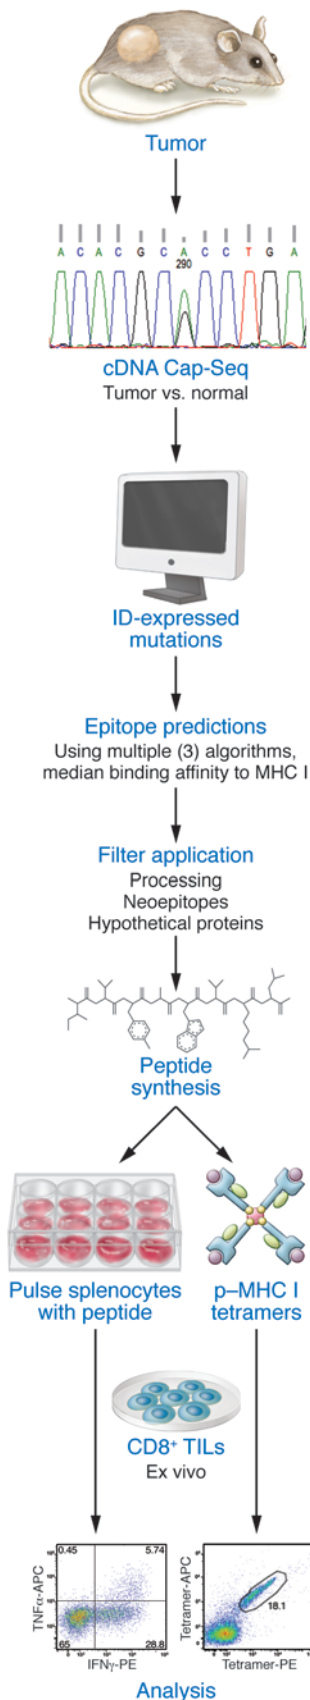 Tumor
A C A C G C A C C T G A
290
cDNA Cap-Seq
Tumor vs. normal
ID-expressed
mutations
Epitope predictions
Using multiple (3) algorithms,
median binding affinity to MHC I
Filter application
Processing
Neoepitopes
Hypothetical proteins
Peptide
synthesis
Pulse splenocytes
with peptide
p–MHC I
tetramers
CD8⁺ TILs
Ex vivo
TNFα-APC
0.45
5.74
65
28.8
IFNγ-PE
Tetramer-APC
18.1
Tetramer-PE
Analysis